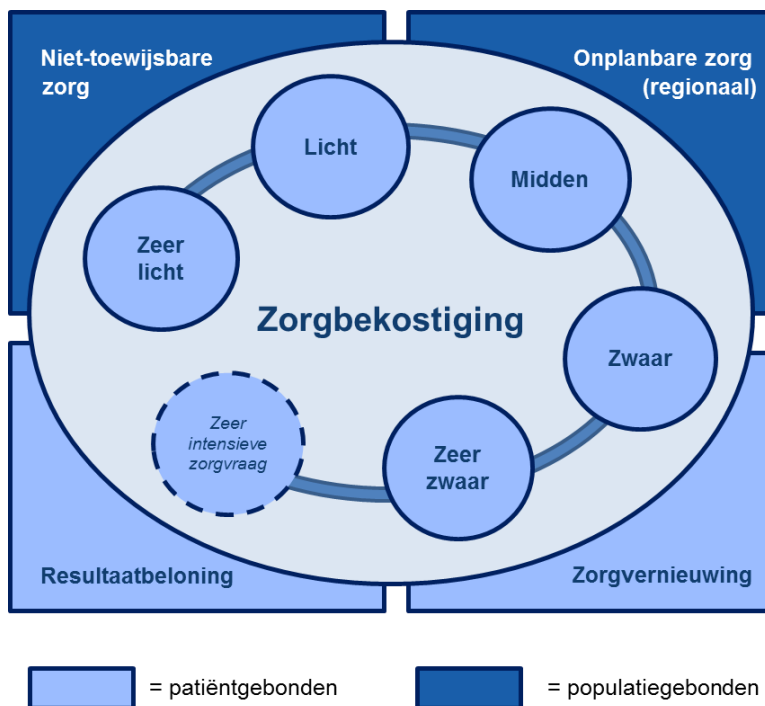 Niet-toewijsbare
zorg
Onplanbare zorg
(regionaal)
Licht
Midden
Zeer
licht
Zorgbekostiging
Zwaar
Zeer
intensieve
zorgvraag
Zeer
zwaar
Resultaatbeloning
Zorgvernieuwing
= patiëntgebonden
= populatiegebonden